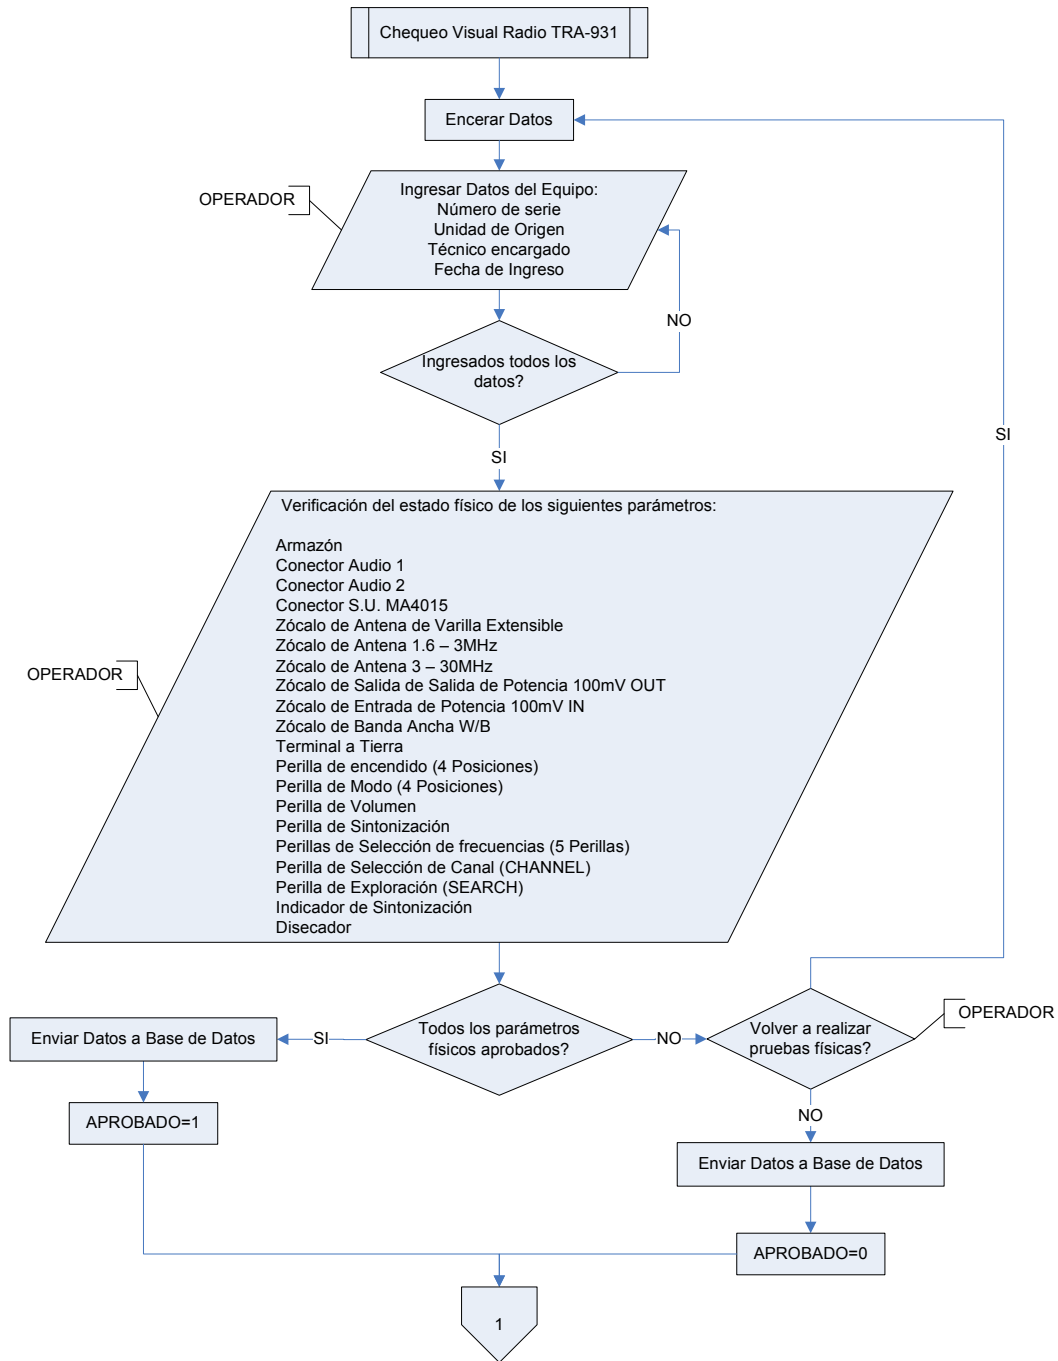 Chequeo Visual Radio TRA-931
Encerar Datos
OPERADOR
Ingresar Datos del Equipo:
Número de serie
Unidad de Origen
Técnico encargado
Fecha de Ingreso
NO
Ingresados todos los
datos?
SI
SI
Verificación del estado físico de los siguientes parámetros:
Armazón
Conector Audio 1
Conector Audio 2
Conector S.U. MA4015
Zócalo de Antena de Varilla Extensible
Zócalo de Antena 1.6 – 3MHz
Zócalo de Antena 3 – 30MHz
Zócalo de Salida de Salida de Potencia 100mV OUT
Zócalo de Entrada de Potencia 100mV IN
Zócalo de Banda Ancha W/B
Terminal a Tierra
Perilla de encendido (4 Posiciones)
Perilla de Modo (4 Posiciones)
Perilla de Volumen
Perilla de Sintonización
Perillas de Selección de frecuencias (5 Perillas)
Perilla de Selección de Canal (CHANNEL)
Perilla de Exploración (SEARCH)
Indicador de Sintonización
Disecador
OPERADOR
Todos los parámetros
físicos aprobados?
SI
NO
Enviar Datos a Base de Datos
APROBADO=1
Volver a realizar
pruebas físicas?
OPERADOR
NO
Enviar Datos a Base de Datos
APROBADO=0
1